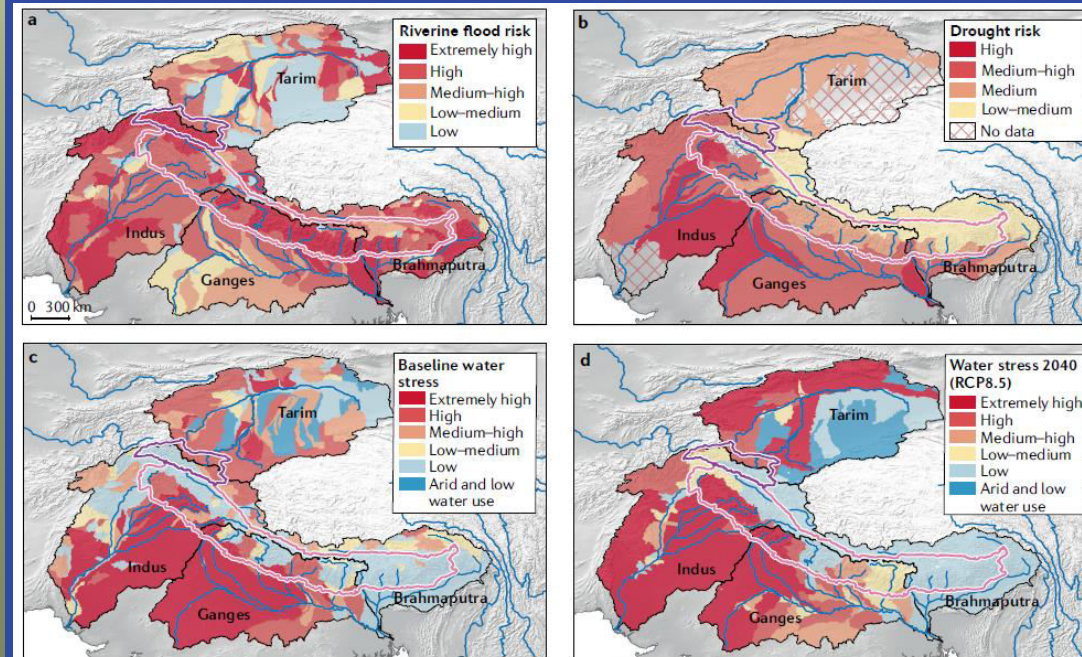 a
Riverine flood risk
Extremely high
High
Medium–high
Low–medium
Low
Tarim
Indus
Ganges
Brahmaputra
0 300 km
b
Drought risk
High
Medium–high
Medium
Low–medium
No data
Tarim
Indus
Ganges
Brahmaputra
c
Baseline water
stress
Extremely high
High
Medium–high
Low–medium
Low
Arid and low
water use
Tarim
Indus
Ganges
Brahmaputra
d
Water stress 2040
(RCP8.5)
Extremely high
High
Medium–high
Low–medium
Low
Arid and low
water use
Tarim
Indus
Ganges
Brahmaputra